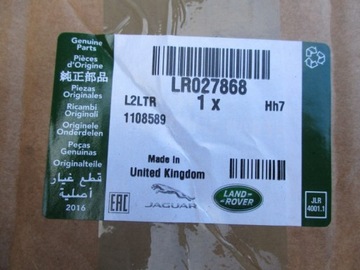 Genuine
Parts
Pièces
d'Origine
純正部品
Piezas
Originales
Ricambi
Originali
Originele
Onderdelen
Peças
Genuínas
Originalteile
قطع غيار
أصلية
2016
LR027868
L2LTR
1 x
Hh7
1108589
Made in
United Kingdom
EAC
JAGUAR
LAND-
ROVER
JLR
4001.1